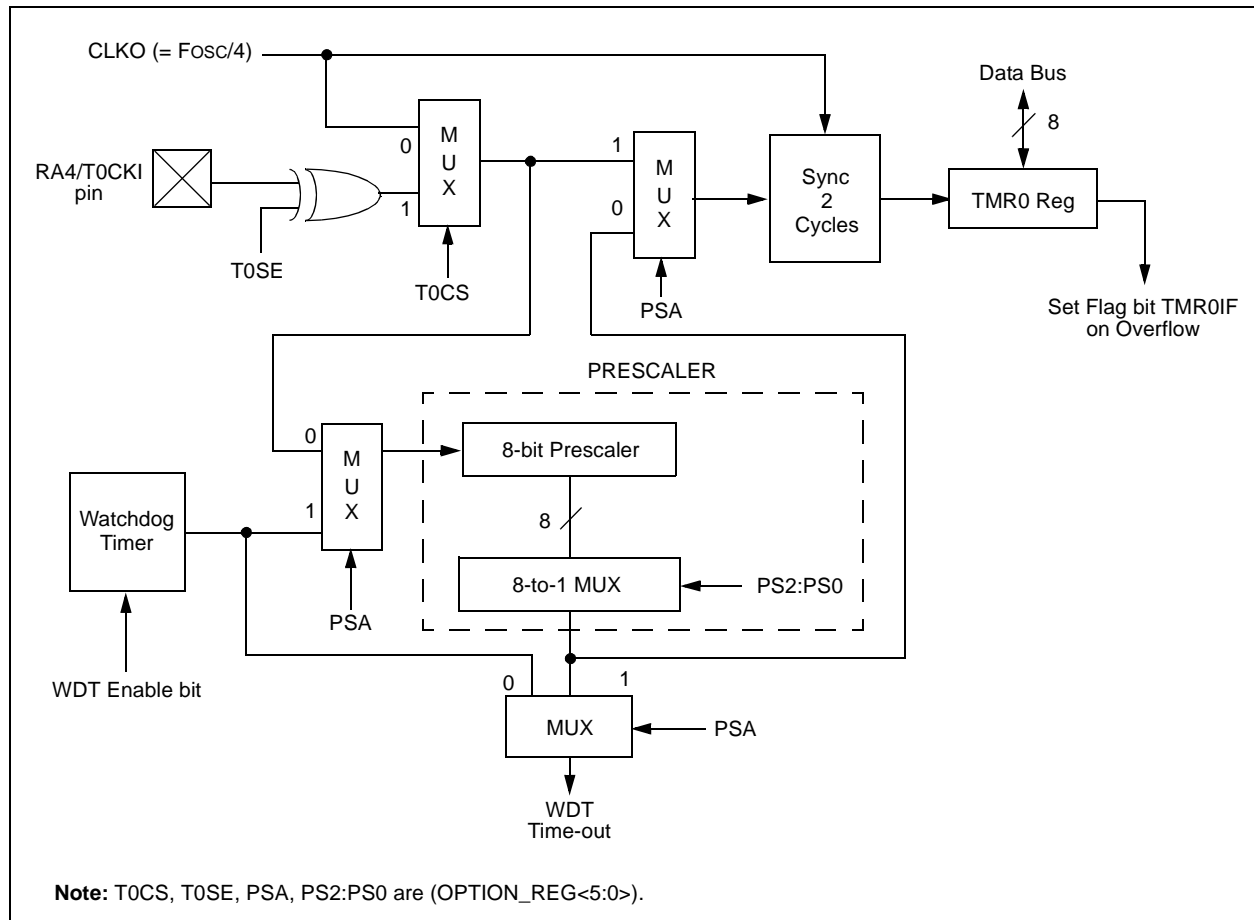 CLKO (= FOSC/4)
Data Bus
8
M
U
X
0
1
RA4/T0CKI
pin
T0SE
T0CS
1
0
M
U
X
PSA
Sync
2
Cycles
TMR0 Reg
Set Flag bit TMR0IF
on Overflow
PRESCALER
0
1
M
U
X
8-bit Prescaler
8
Watchdog
Timer
8-to-1 MUX
PS2:PS0
PSA
WDT Enable bit
0
1
MUX
PSA
WDT
Time-out
Note: T0CS, T0SE, PSA, PS2:PS0 are (OPTION_REG<5:0>).